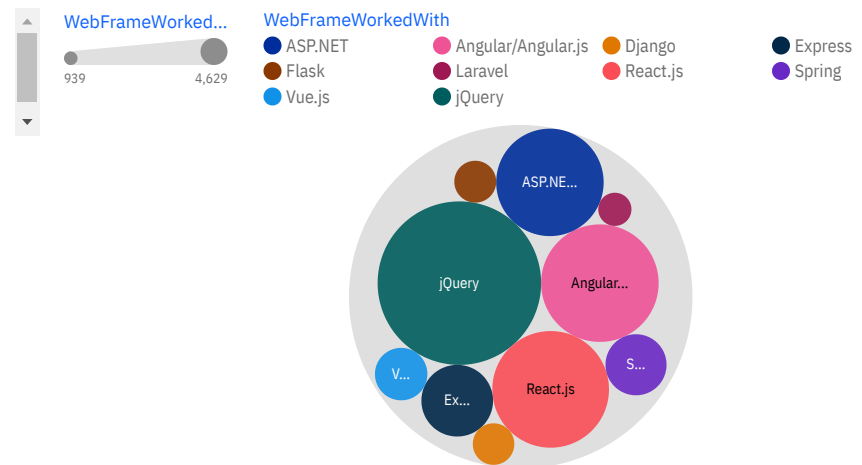 WebFrameWorked...
939 4,629
WebFrameWorkedWith
ASP.NET Angular/Angular.js Django Express
Flask Laravel React.js Spring
Vue.js jQuery
ASP.NE...
jQuery Angular...
V... S...
Ex... React.js